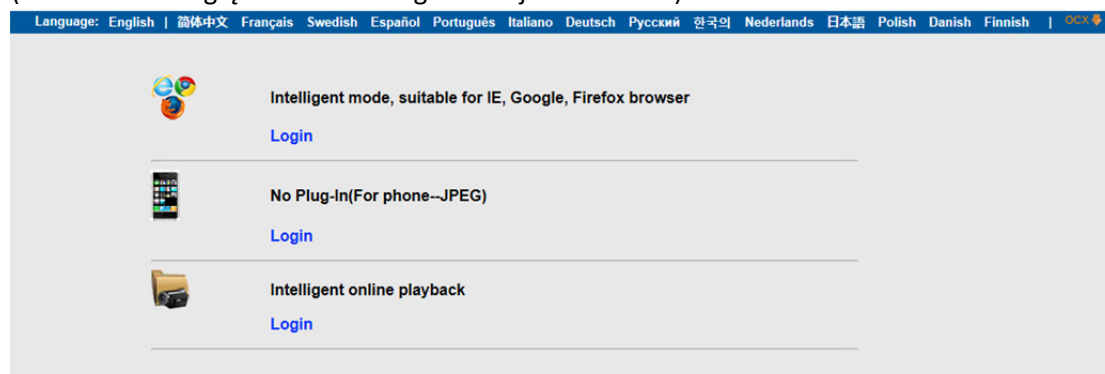 Language: English | 简体中文 Français Swedish Español Português Italiano Deutsch Русский 한국의 Nederlands 日本語 Polish Danish Finnish | OCX
Intelligent mode, suitable for IE, Google, Firefox browser
Login
No Plug-In(For phone--JPEG)
Login
Intelligent online playback
Login